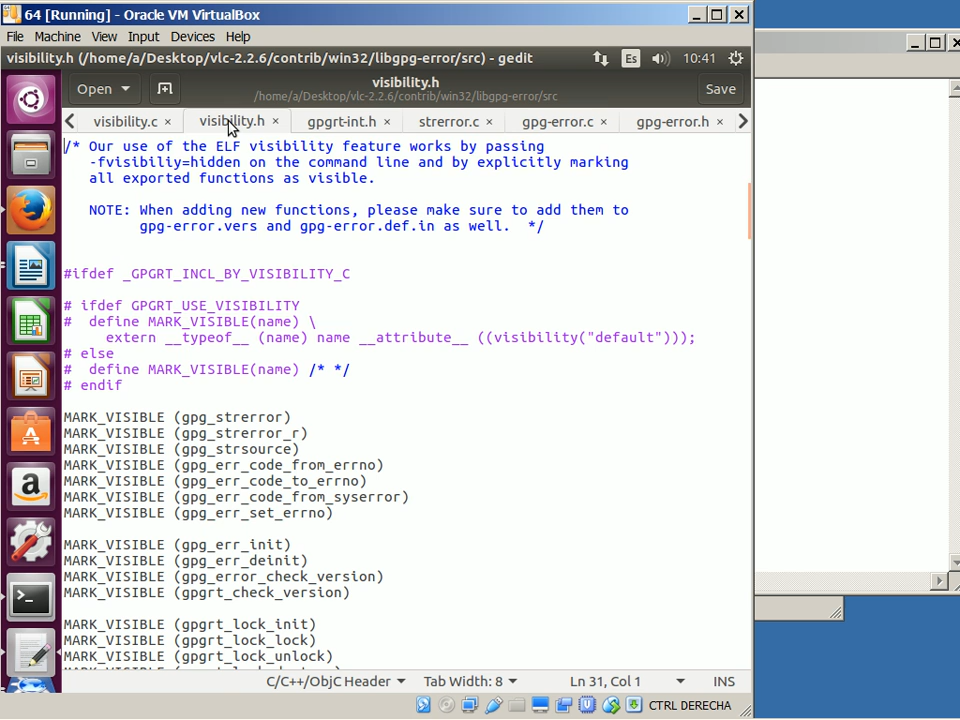 64 [Running] - Oracle VM VirtualBox
File Machine View Input Devices Help
visibility.h (/home/a/Desktop/vlc-2.2.6/contrib/win32/libgpg-error/src) - gedit
Es
10:41
Open
visibility.h
/home/a/Desktop/vlc-2.2.6/contrib/win32/libgpg-error/src
Save
visibility.c ×
visibility.h ×
gpgrt-int.h ×
strerror.c ×
gpg-error.c ×
gpg-error.h ×
/* Our use of the ELF visibility feature works by passing
-fvisibiliy=hidden on the command line and by explicitly marking
all exported functions as visible.
NOTE: When adding new functions, please make sure to add them to
gpg-error.vers and gpg-error.def.in as well. */
#ifdef _GPGRT_INCL_BY_VISIBILITY_C
# ifdef GPGRT_USE_VISIBILITY
# define MARK_VISIBLE(name) \
extern __typeof__ (name) name __attribute__ ((visibility("default")));
# else
# define MARK_VISIBLE(name) /* */
# endif
MARK_VISIBLE (gpg_strerror)
MARK_VISIBLE (gpg_strerror_r)
MARK_VISIBLE (gpg_strsource)
MARK_VISIBLE (gpg_err_code_from_errno)
MARK_VISIBLE (gpg_err_code_to_errno)
MARK_VISIBLE (gpg_err_code_from_syserror)
MARK_VISIBLE (gpg_err_set_errno)
MARK_VISIBLE (gpg_err_init)
MARK_VISIBLE (gpg_err_deinit)
MARK_VISIBLE (gpg_error_check_version)
MARK_VISIBLE (gpgrt_check_version)
MARK_VISIBLE (gpgrt_lock_init)
MARK_VISIBLE (gpgrt_lock_lock)
MARK_VISIBLE (gpgrt_lock_unlock)
C/C++/ObjC Header
Tab Width: 8
Ln 31, Col 1
INS
CTRL DERECHA